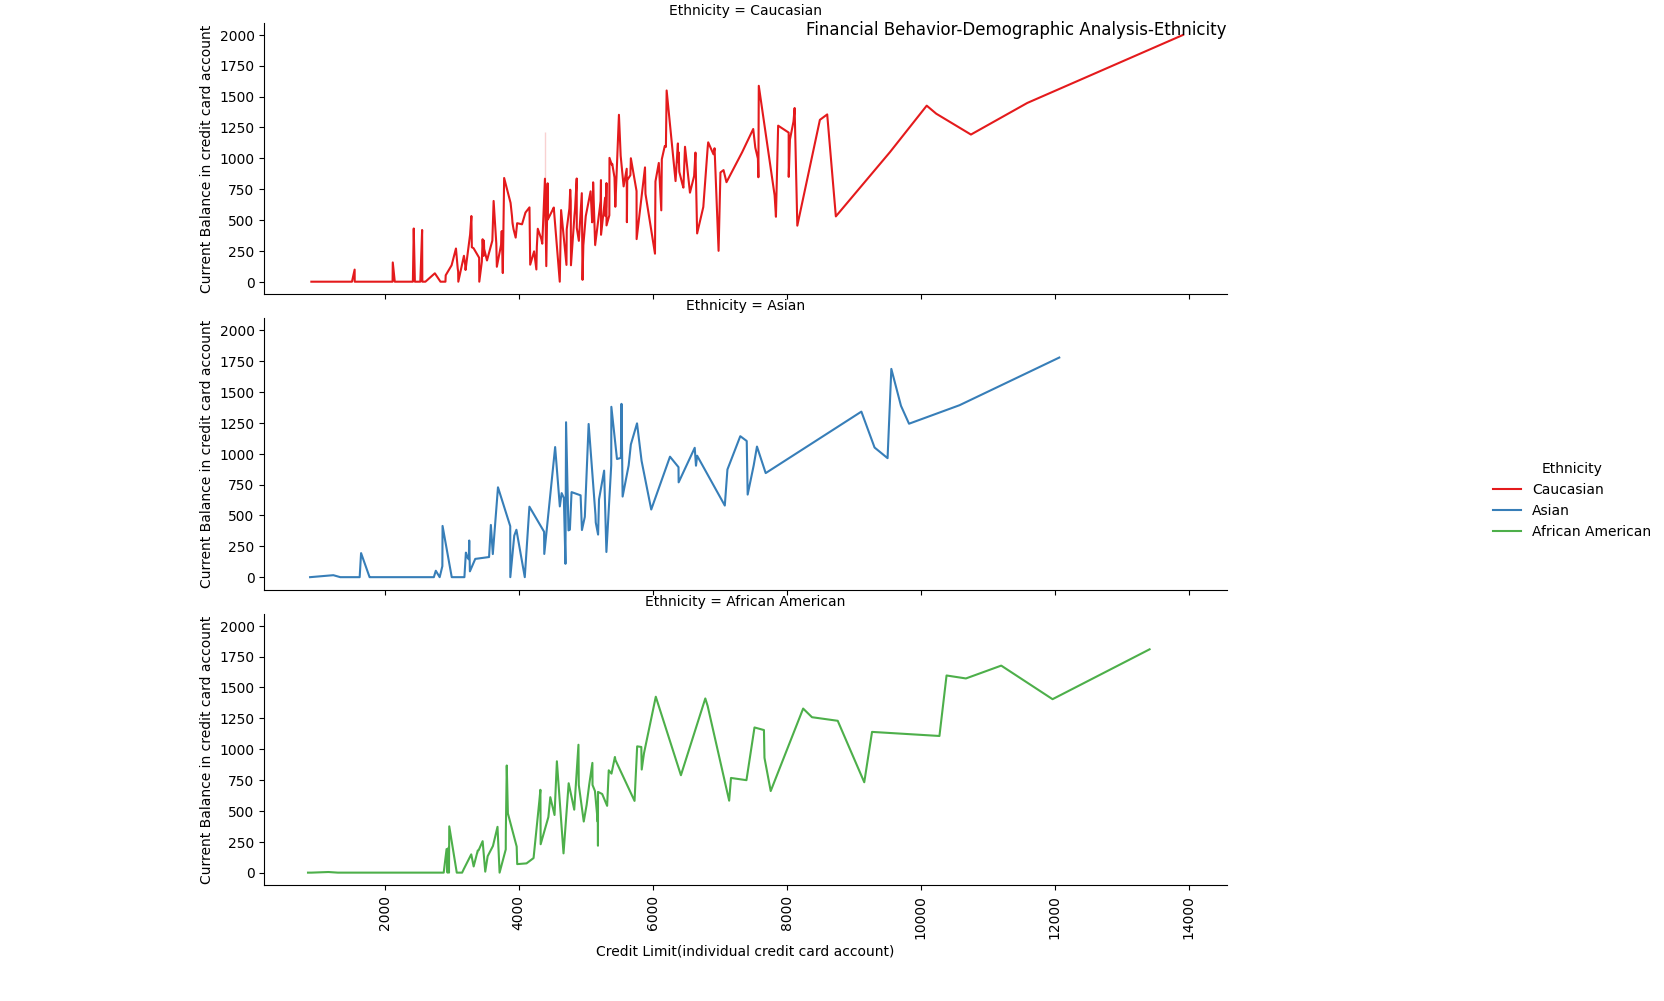 Ethnicity = Caucasian
Financial Behavior-Demographic Analysis-Ethnicity
Current Balance in credit card account
2000
1750
1500
1250
1000
750
500
250
0
Ethnicity = Asian
Current Balance in credit card account
2000
1750
1500
1250
1000
750
500
250
0
Ethnicity
Caucasian
Asian
African American
Ethnicity = African American
Current Balance in credit card account
2000
1750
1500
1250
1000
750
500
250
0
2000 4000 6000 8000 10000 12000 14000
Credit Limit(individual credit card account)